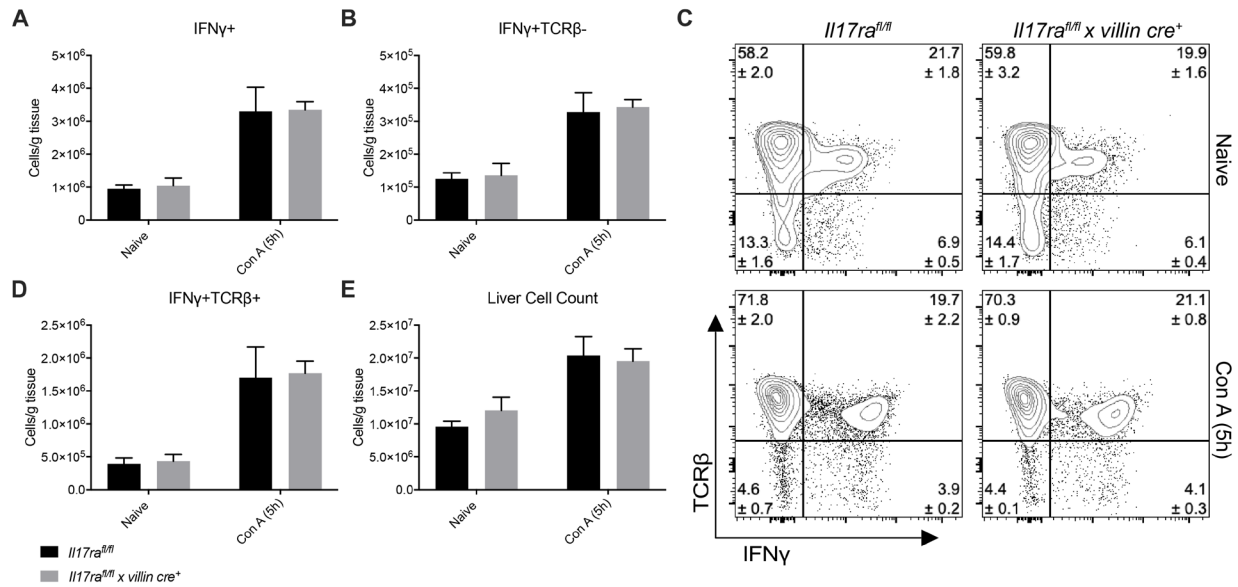 A
IFNγ+
Cells/g tissue
5×10⁶
4×10⁶
3×10⁶
2×10⁶
1×10⁶
0
Naive
Con A (5h)
B
IFNγ+TCRβ-
Cells/g tissue
5×10⁵
4×10⁵
3×10⁵
2×10⁵
1×10⁵
0
Naive
Con A (5h)
C
Il17raᶠˡ/ᶠˡ
Il17raᶠˡ/ᶠˡ x villin cre⁺
58.2
± 2.0
21.7
± 1.8
13.3
± 1.6
6.9
± 0.5
59.8
± 3.2
19.9
± 1.6
14.4
± 1.7
6.1
± 0.4
Naive
71.8
± 2.0
19.7
± 2.2
4.6
± 0.7
3.9
± 0.2
70.3
± 0.9
21.1
± 0.8
4.4
± 0.1
4.1
± 0.3
Con A (5h)
TCRβ
IFNγ
D
IFNγ+TCRβ+
Cells/g tissue
2.5×10⁶
2.0×10⁶
1.5×10⁶
1.0×10⁶
5.0×10⁵
0.0
Naive
Con A (5h)
E
Liver Cell Count
Cells/g tissue
2.5×10⁷
2.0×10⁷
1.5×10⁷
1.0×10⁷
5.0×10⁶
0.0
Naive
Con A (5h)
Il17raᶠˡ/ᶠˡ
Il17raᶠˡ/ᶠˡ x villin cre⁺